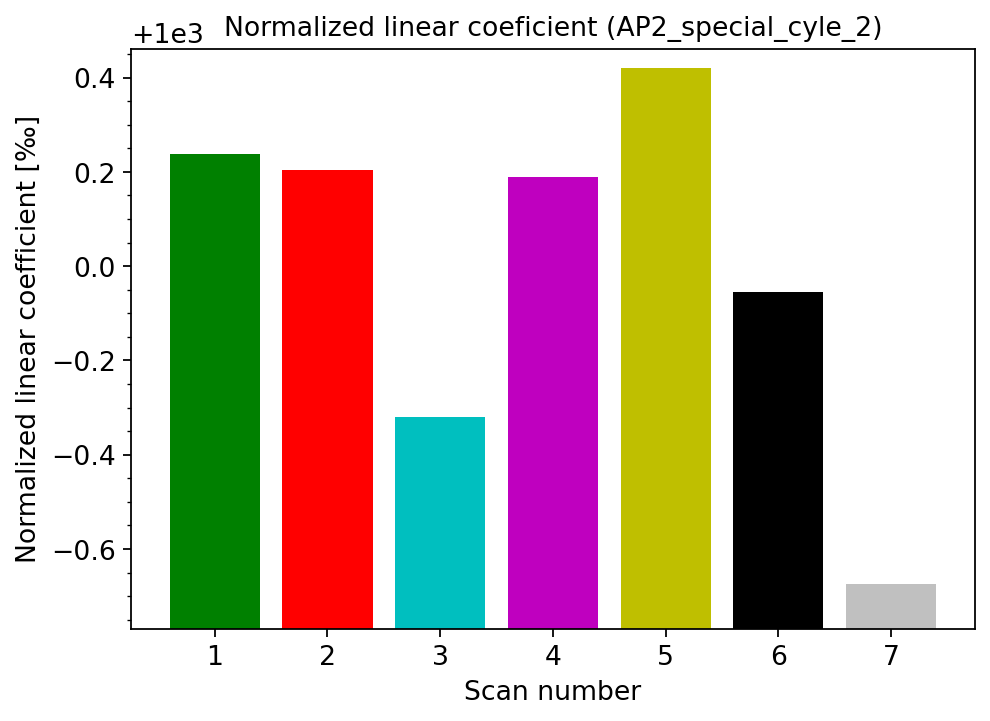 Normalized linear coeficient (AP2_special_cyle_2)
+1e3
0.4
0.2
0.0
−0.2
−0.4
−0.6
Normalized linear coefficient [‰]
1 2 3 4 5 6 7
Scan number